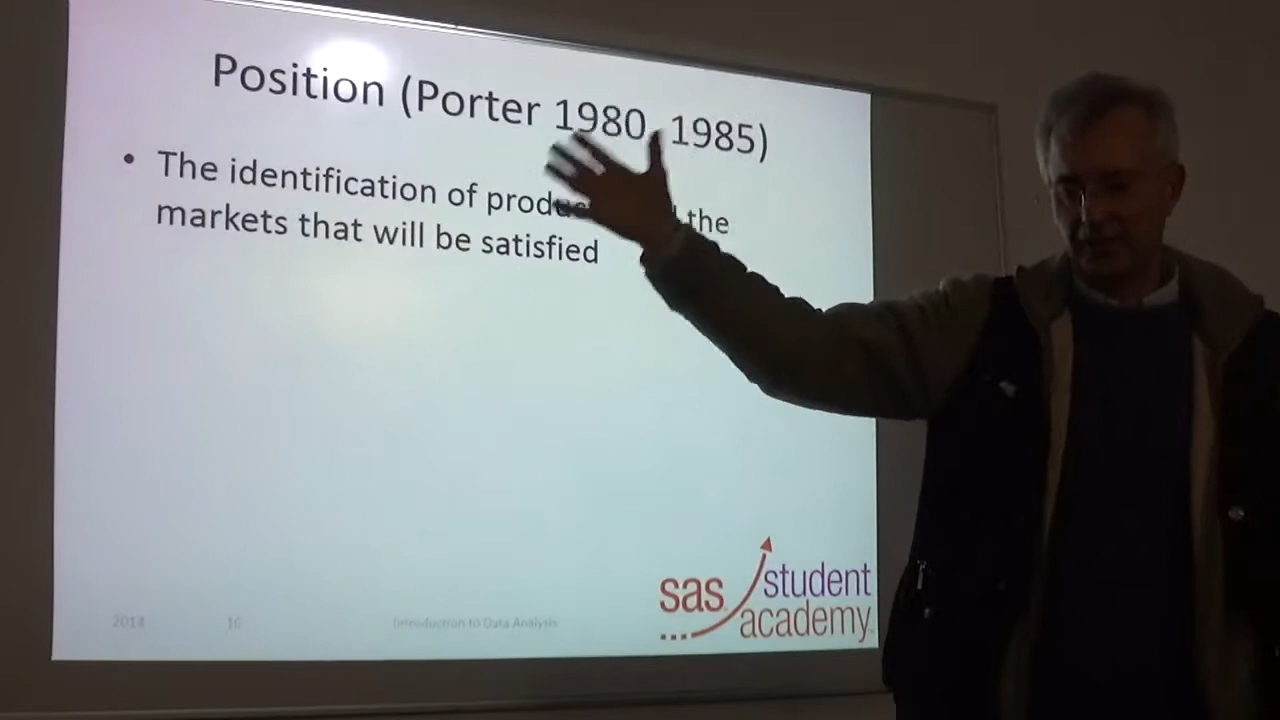 Position (Porter 1980, 1985)
• The identification of produ the
markets that will be satisfied
2014 10 Introduction to Data Analysis
sas student
academy